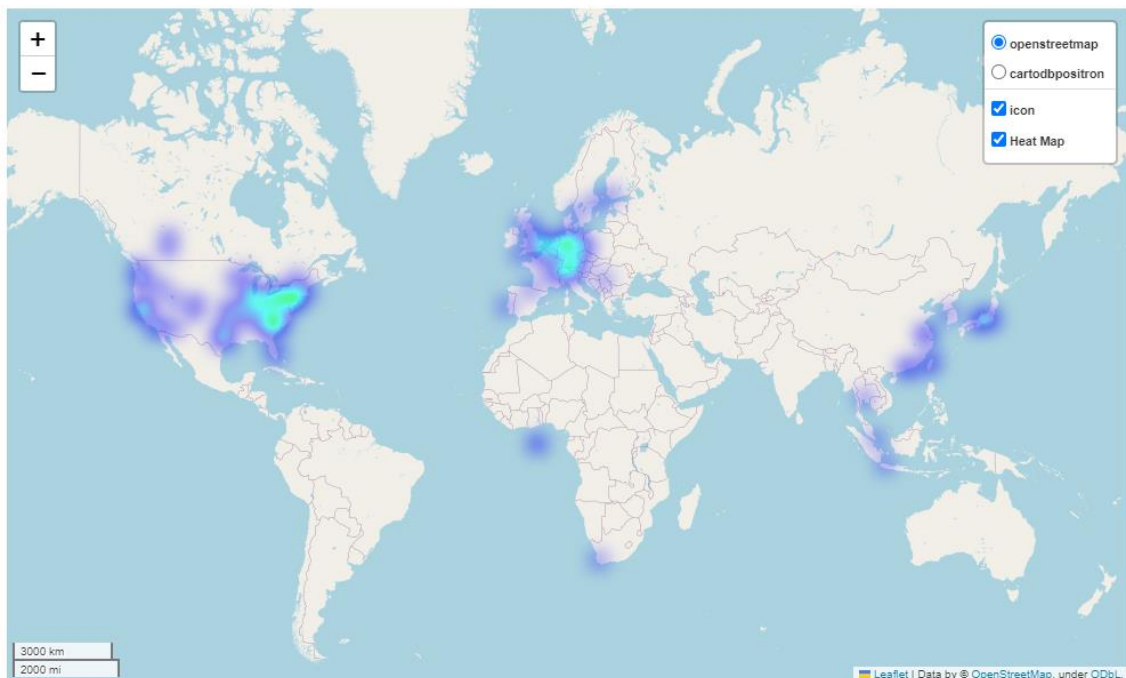 +
−
openstreetmap
cartodbpositron
icon
Heat Map
3000 km
2000 mi
Leaflet | Data by © OpenStreetMap, under ODbL.